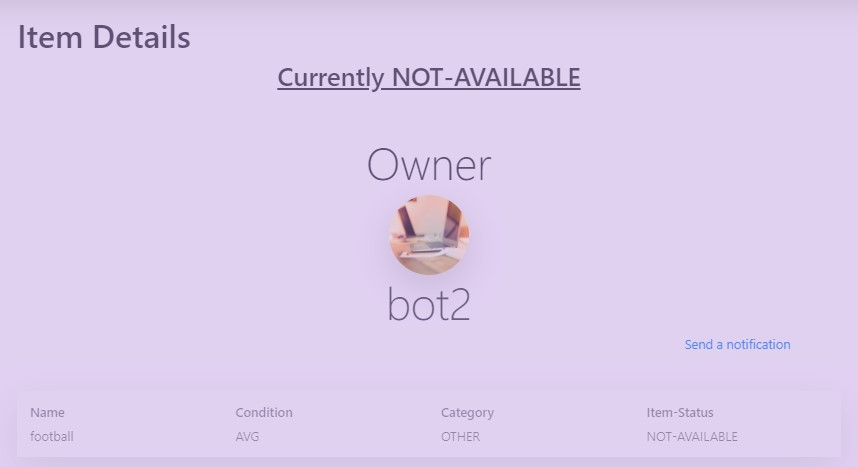 Item Details
Currently NOT-AVAILABLE
Owner
bot2
Send a notification
Name Condition Category Item-Status
football AVG OTHER NOT-AVAILABLE